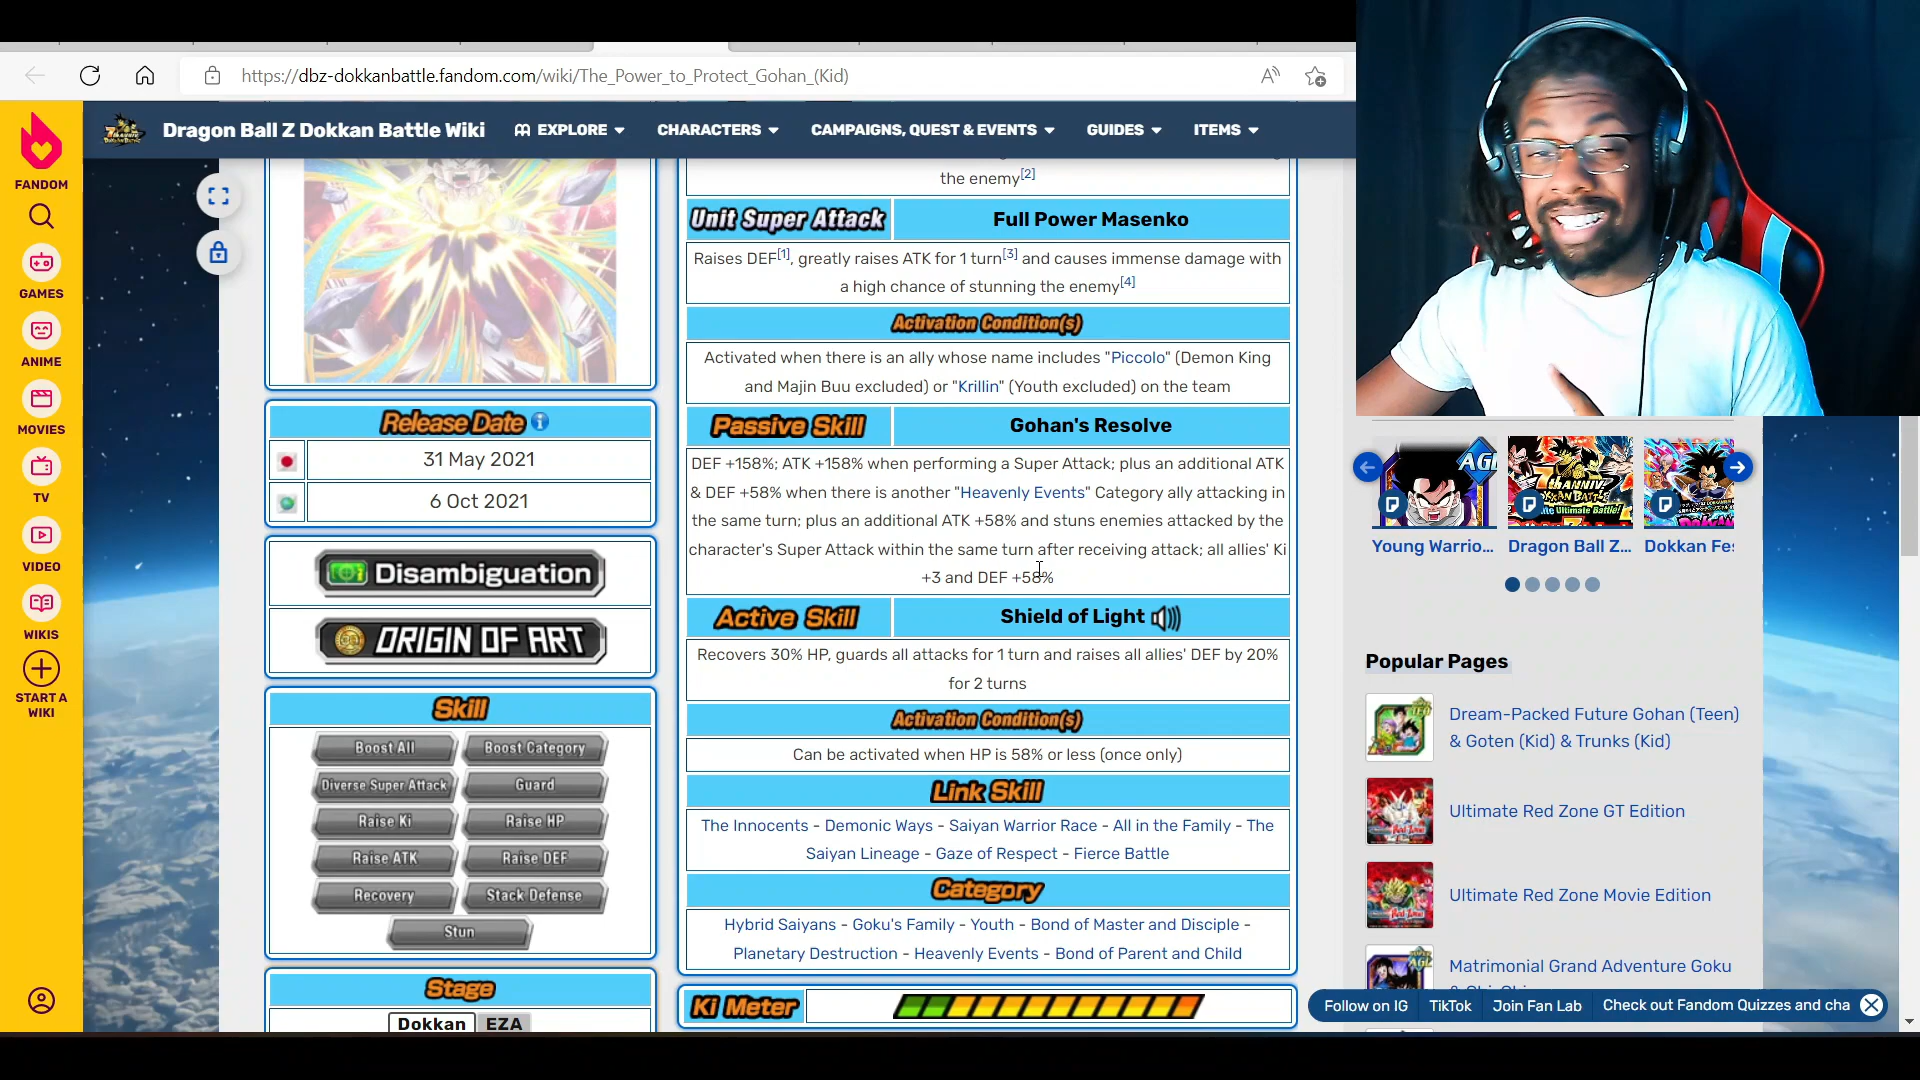 https://dbz-dokkanbattle.fandom.com/wiki/The_Power_to_Protect_Gohan_(Kid)
Dragon Ball Z Dokkan Battle Wiki
EXPLORE
CHARACTERS
CAMPAIGNS, QUEST & EVENTS
GUIDES
ITEMS
FANDOM
GAMES
ANIME
MOVIES
TV
VIDEO
WIKIS
START A
WIKI
Release Date
31 May 2021
6 Oct 2021
Disambiguation
ORIGIN OF ART
Skill
Boost All
Boost Category
Diverse Super Attack
Guard
Raise Ki
Raise HP
Raise ATK
Raise DEF
Recovery
Stack Defense
Stun
Stage
Dokkan EZA
the enemy[2]
Unit Super Attack
Full Power Masenko
Raises DEF[1], greatly raises ATK for 1 turn[3] and causes immense damage with
a high chance of stunning the enemy[4]
Activation Condition(s)
Activated when there is an ally whose name includes "Piccolo" (Demon King
and Majin Buu excluded) or "Krillin" (Youth excluded) on the team
Passive Skill
Gohan's Resolve
DEF +158%; ATK +158% when performing a Super Attack; plus an additional ATK
& DEF +58% when there is another "Heavenly Events" Category ally attacking in
the same turn; plus an additional ATK +58% and stuns enemies attacked by the
character's Super Attack within the same turn after receiving attack; all allies' Ki
+3 and DEF +58%
Active Skill
Shield of Light
Recovers 30% HP, guards all attacks for 1 turn and raises all allies' DEF by 20%
for 2 turns
Activation Condition(s)
Can be activated when HP is 58% or less (once only)
Link Skill
The Innocents - Demonic Ways - Saiyan Warrior Race - All in the Family - The
Saiyan Lineage - Gaze of Respect - Fierce Battle
Category
Hybrid Saiyans - Goku's Family - Youth - Bond of Master and Disciple -
Planetary Destruction - Heavenly Events - Bond of Parent and Child
Ki Meter
AGL
Young Warrio...
Dragon Ball Z...
Dokkan Fes
Popular Pages
Dream-Packed Future Gohan (Teen)
& Goten (Kid) & Trunks (Kid)
Ultimate Red Zone GT Edition
Ultimate Red Zone Movie Edition
Matrimonial Grand Adventure Goku
Follow on IG
TikTok
Join Fan Lab
Check out Fandom Quizzes and cha